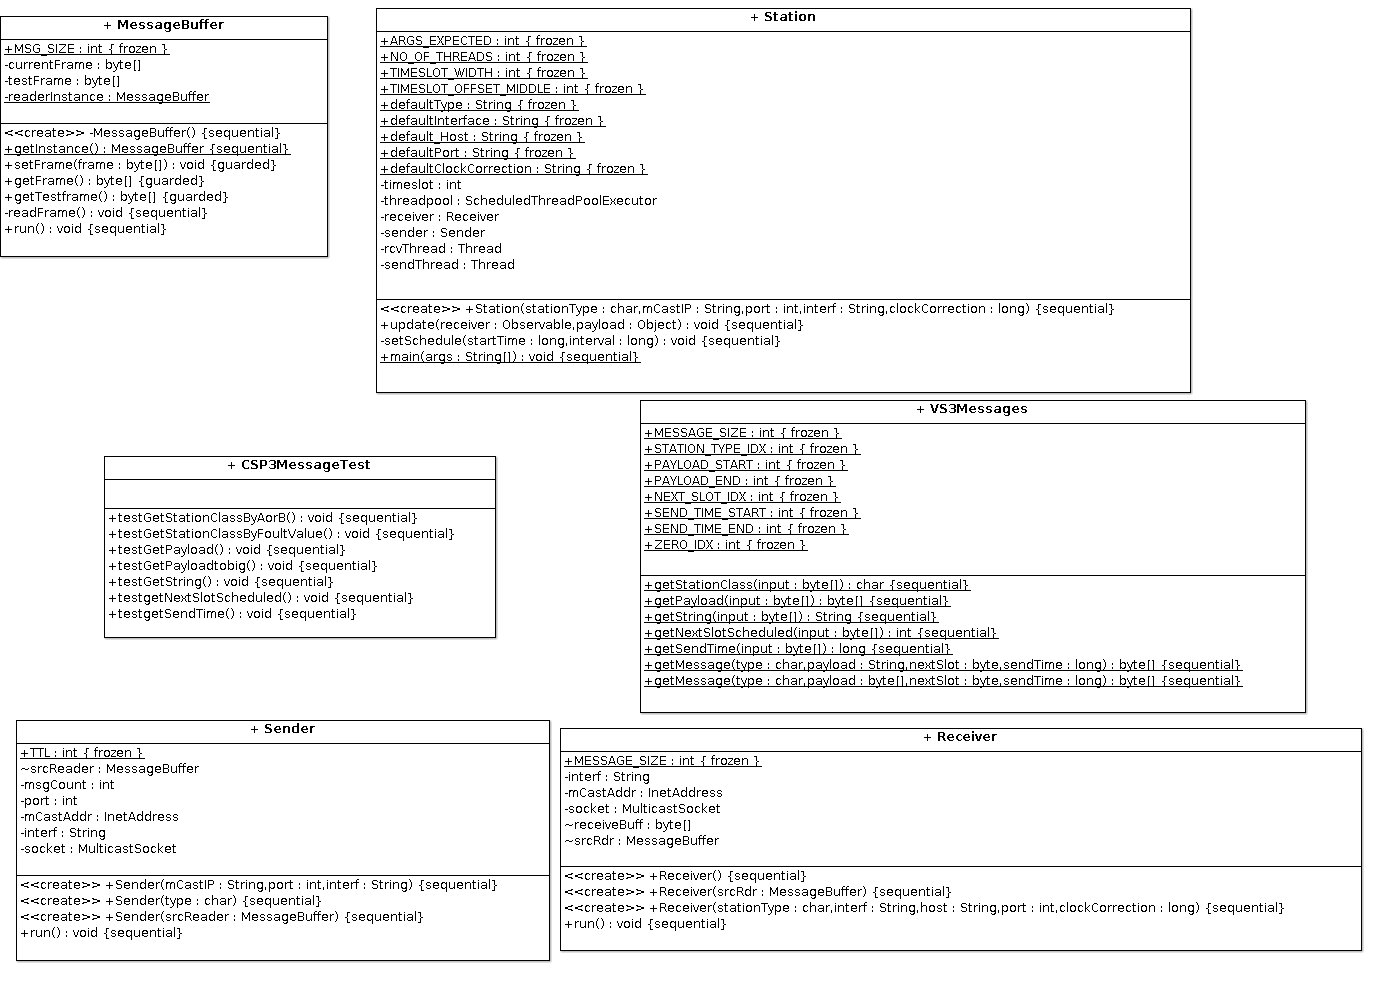 + MessageBuffer
+MSG_SIZE : int { frozen }
-currentFrame : byte[]
-testFrame : byte[]
-readerInstance : MessageBuffer
<<create>> -MessageBuffer() {sequential}
+getInstance() : MessageBuffer {sequential}
+setFrame(frame : byte[]) : void {guarded}
+getFrame() : byte[] {guarded}
+getTestframe() : byte[] {guarded}
-readFrame() : void {sequential}
+run() : void {sequential}
+ Station
+ARGS_EXPECTED : int { frozen }
+NO_OF_THREADS : int { frozen }
+TIMESLOT_WIDTH : int { frozen }
+TIMESLOT_OFFSET_MIDDLE : int { frozen }
+defaultType : String { frozen }
+defaultInterface : String { frozen }
+default_Host : String { frozen }
+defaultPort : String { frozen }
+defaultClockCorrection : String { frozen }
-timeslot : int
-threadpool : ScheduledThreadPoolExecutor
-receiver : Receiver
-sender : Sender
-rcvThread : Thread
-sendThread : Thread
<<create>> +Station(stationType : char,mCastIP : String,port : int,interf : String,clockCorrection : long) {sequential}
+update(receiver : Observable,payload : Object) : void {sequential}
-setSchedule(startTime : long,interval : long) : void {sequential}
+main(args : String[]) : void {sequential}
+ CSP3MessageTest
+testGetStationClassByAorB() : void {sequential}
+testGetStationClassByFoultValue() : void {sequential}
+testGetPayload() : void {sequential}
+testGetPayloadtobig() : void {sequential}
+testGetString() : void {sequential}
+testgetNextSlotScheduled() : void {sequential}
+testgetSendTime() : void {sequential}
+ VS3Messages
+MESSAGE_SIZE : int { frozen }
+STATION_TYPE_IDX : int { frozen }
+PAYLOAD_START : int { frozen }
+PAYLOAD_END : int { frozen }
+NEXT_SLOT_IDX : int { frozen }
+SEND_TIME_START : int { frozen }
+SEND_TIME_END : int { frozen }
+ZERO_IDX : int { frozen }
+getStationClass(input : byte[]) : char {sequential}
+getPayload(input : byte[]) : byte[] {sequential}
+getString(input : byte[]) : String {sequential}
+getNextSlotScheduled(input : byte[]) : int {sequential}
+getSendTime(input : byte[]) : long {sequential}
+getMessage(type : char,payload : String,nextSlot : byte,sendTime : long) : byte[] {sequential}
+getMessage(type : char,payload : byte[],nextSlot : byte,sendTime : long) : byte[] {sequential}
+ Sender
+TTL : int { frozen }
~srcReader : MessageBuffer
-msgCount : int
-port : int
-mCastAddr : InetAddress
-interf : String
-socket : MulticastSocket
<<create>> +Sender(mCastIP : String,port : int,interf : String) {sequential}
<<create>> +Sender(type : char) {sequential}
<<create>> +Sender(srcReader : MessageBuffer) {sequential}
+run() : void {sequential}
+ Receiver
+MESSAGE_SIZE : int { frozen }
-interf : String
-mCastAddr : InetAddress
-socket : MulticastSocket
~receiveBuff : byte[]
~srcRdr : MessageBuffer
<<create>> +Receiver() {sequential}
<<create>> +Receiver(srcRdr : MessageBuffer) {sequential}
<<create>> +Receiver(stationType : char,interf : String,host : String,port : int,clockCorrection : long) {sequential}
+run() : void {sequential}